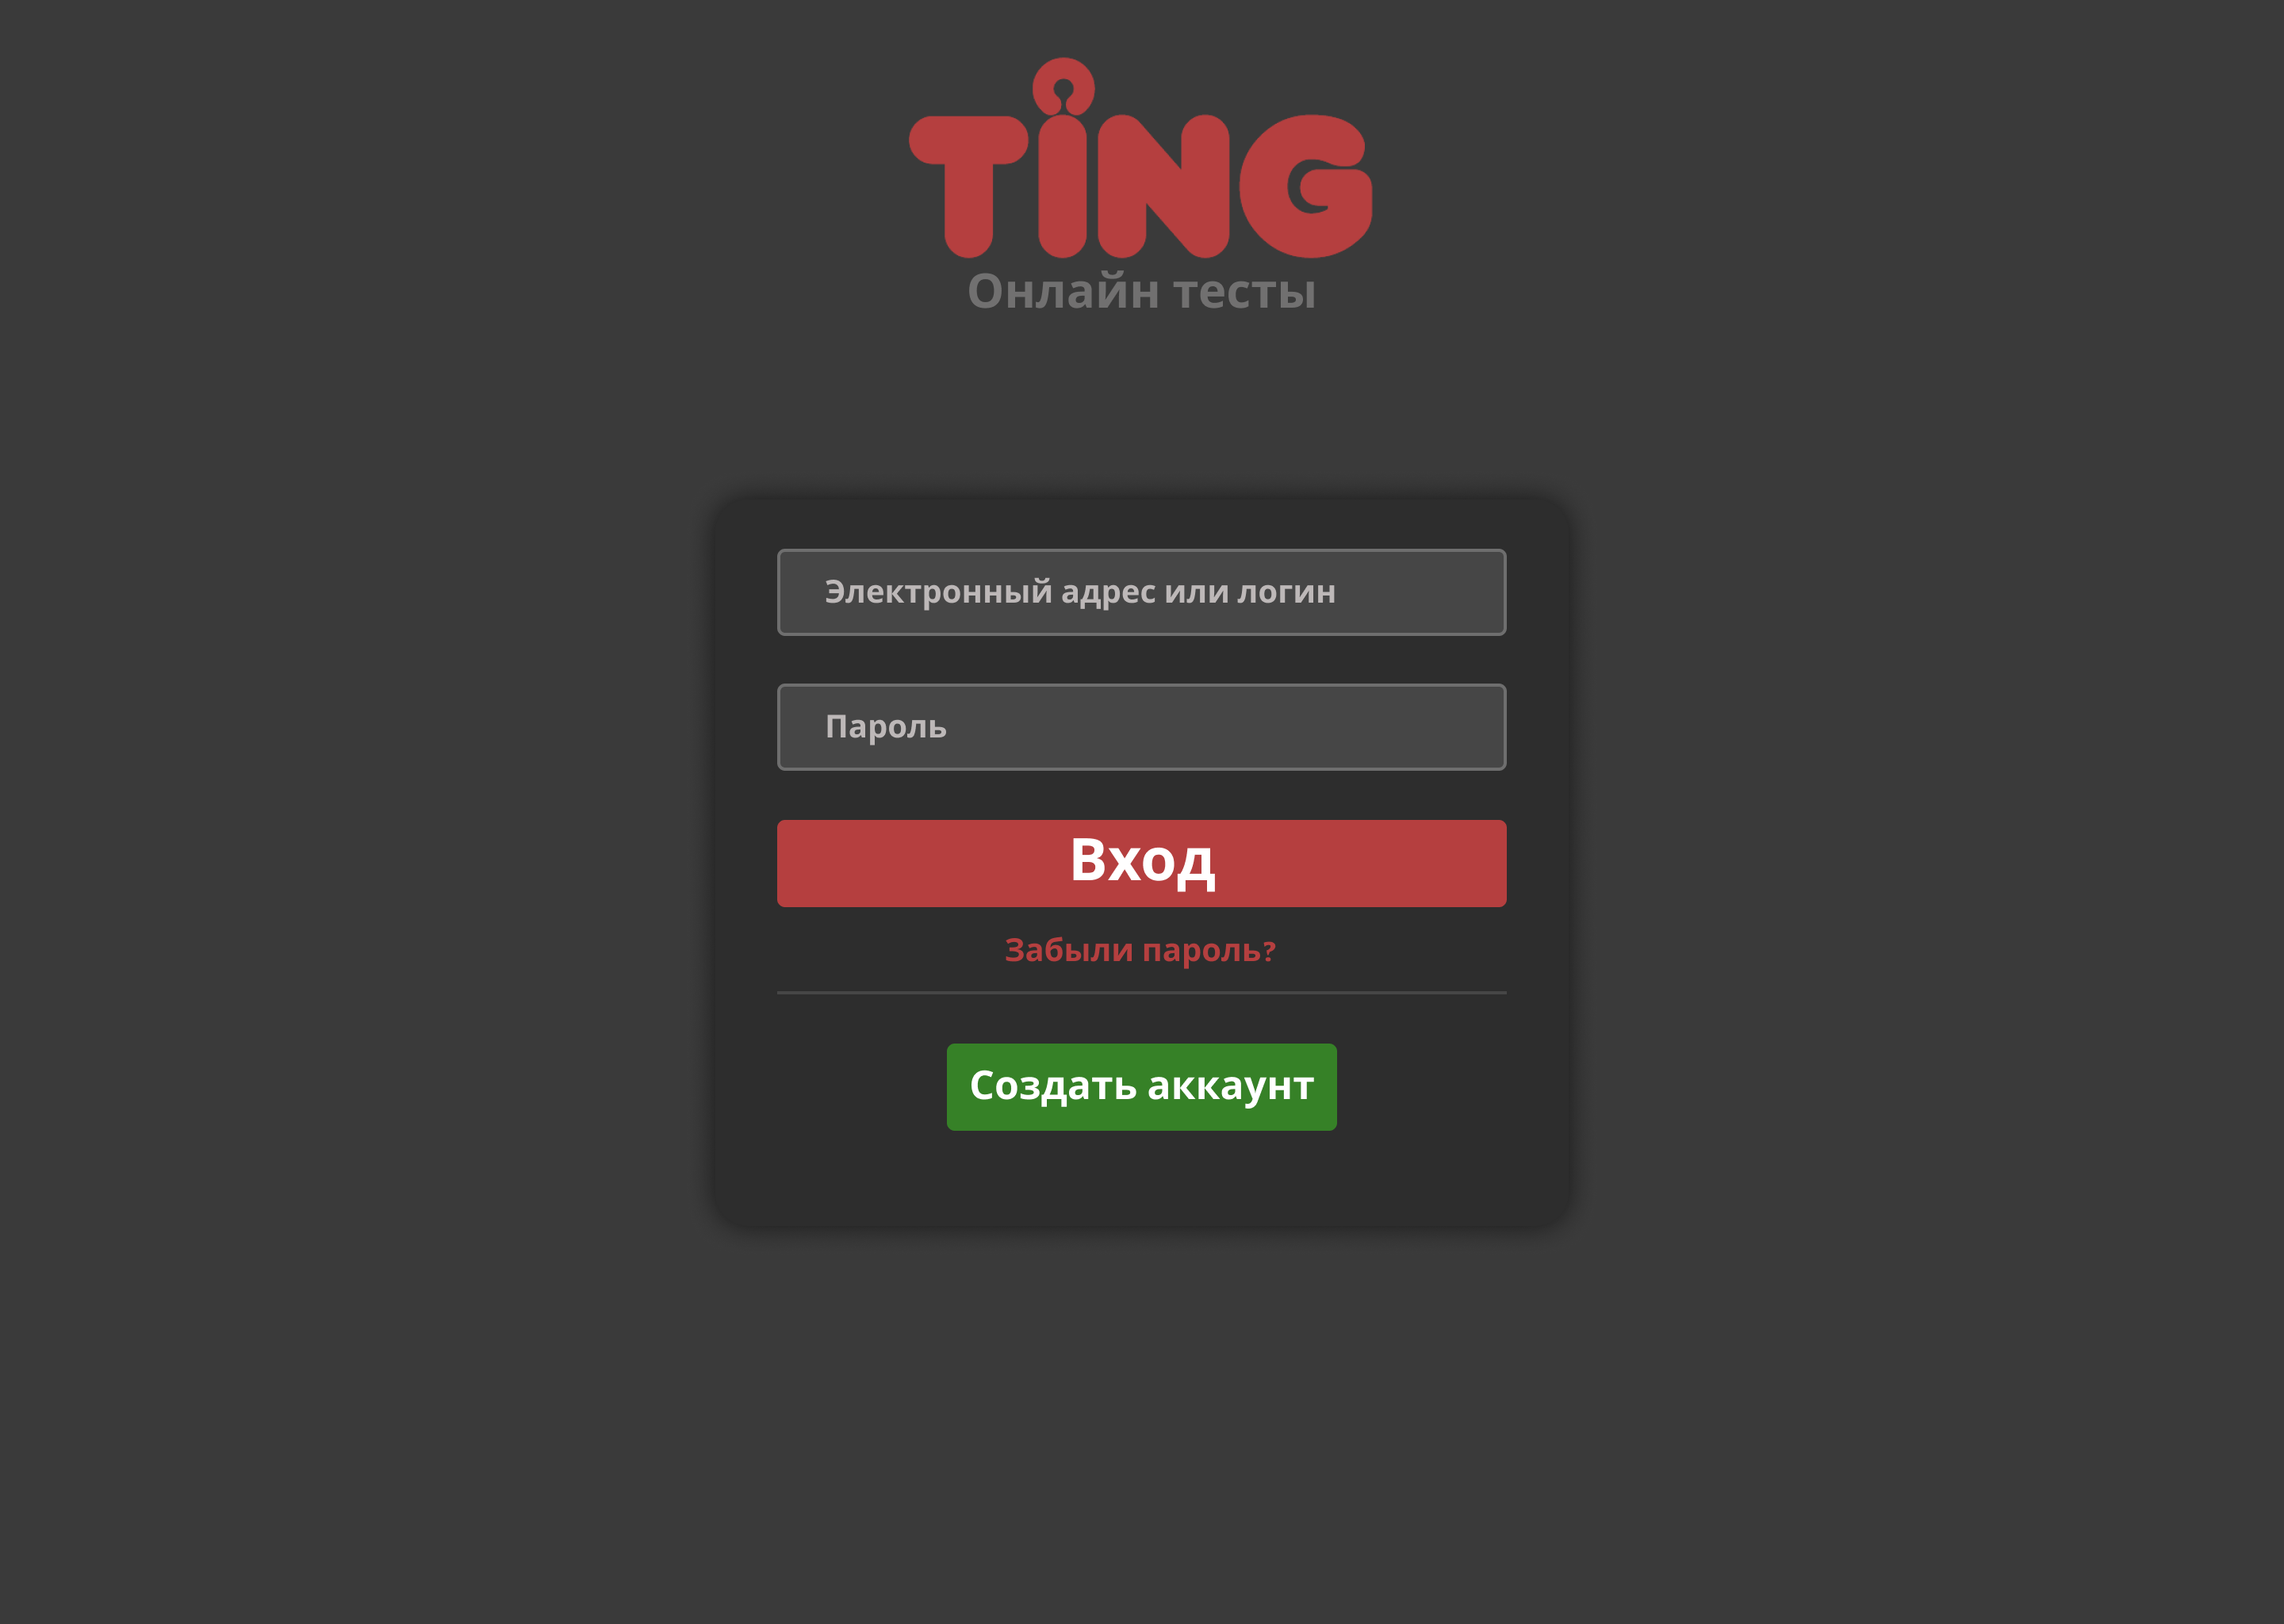 TiNG
Онлайн тесты
Электронный адрес или логин
Пароль
Вход
Забыли пароль?
Создать аккаунт